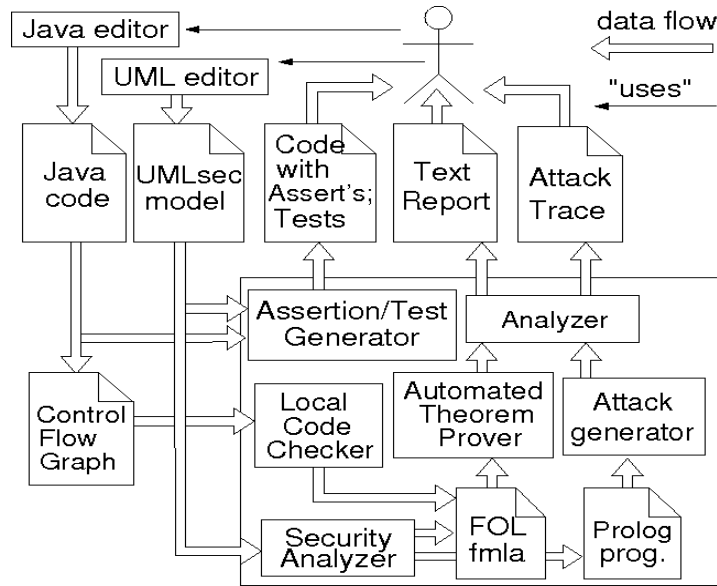 Java editor
data flow
UML editor
"uses"
Java
code
UMLsec
model
Code
with
Assert's;
Tests
Text
Report
Attack
Trace
Assertion/Test
Generator
Analyzer
Control
Flow
Graph
Local
Code
Checker
Automated
Theorem
Prover
Attack
generator
Security
Analyzer
FOL
fmla
Prolog
prog.